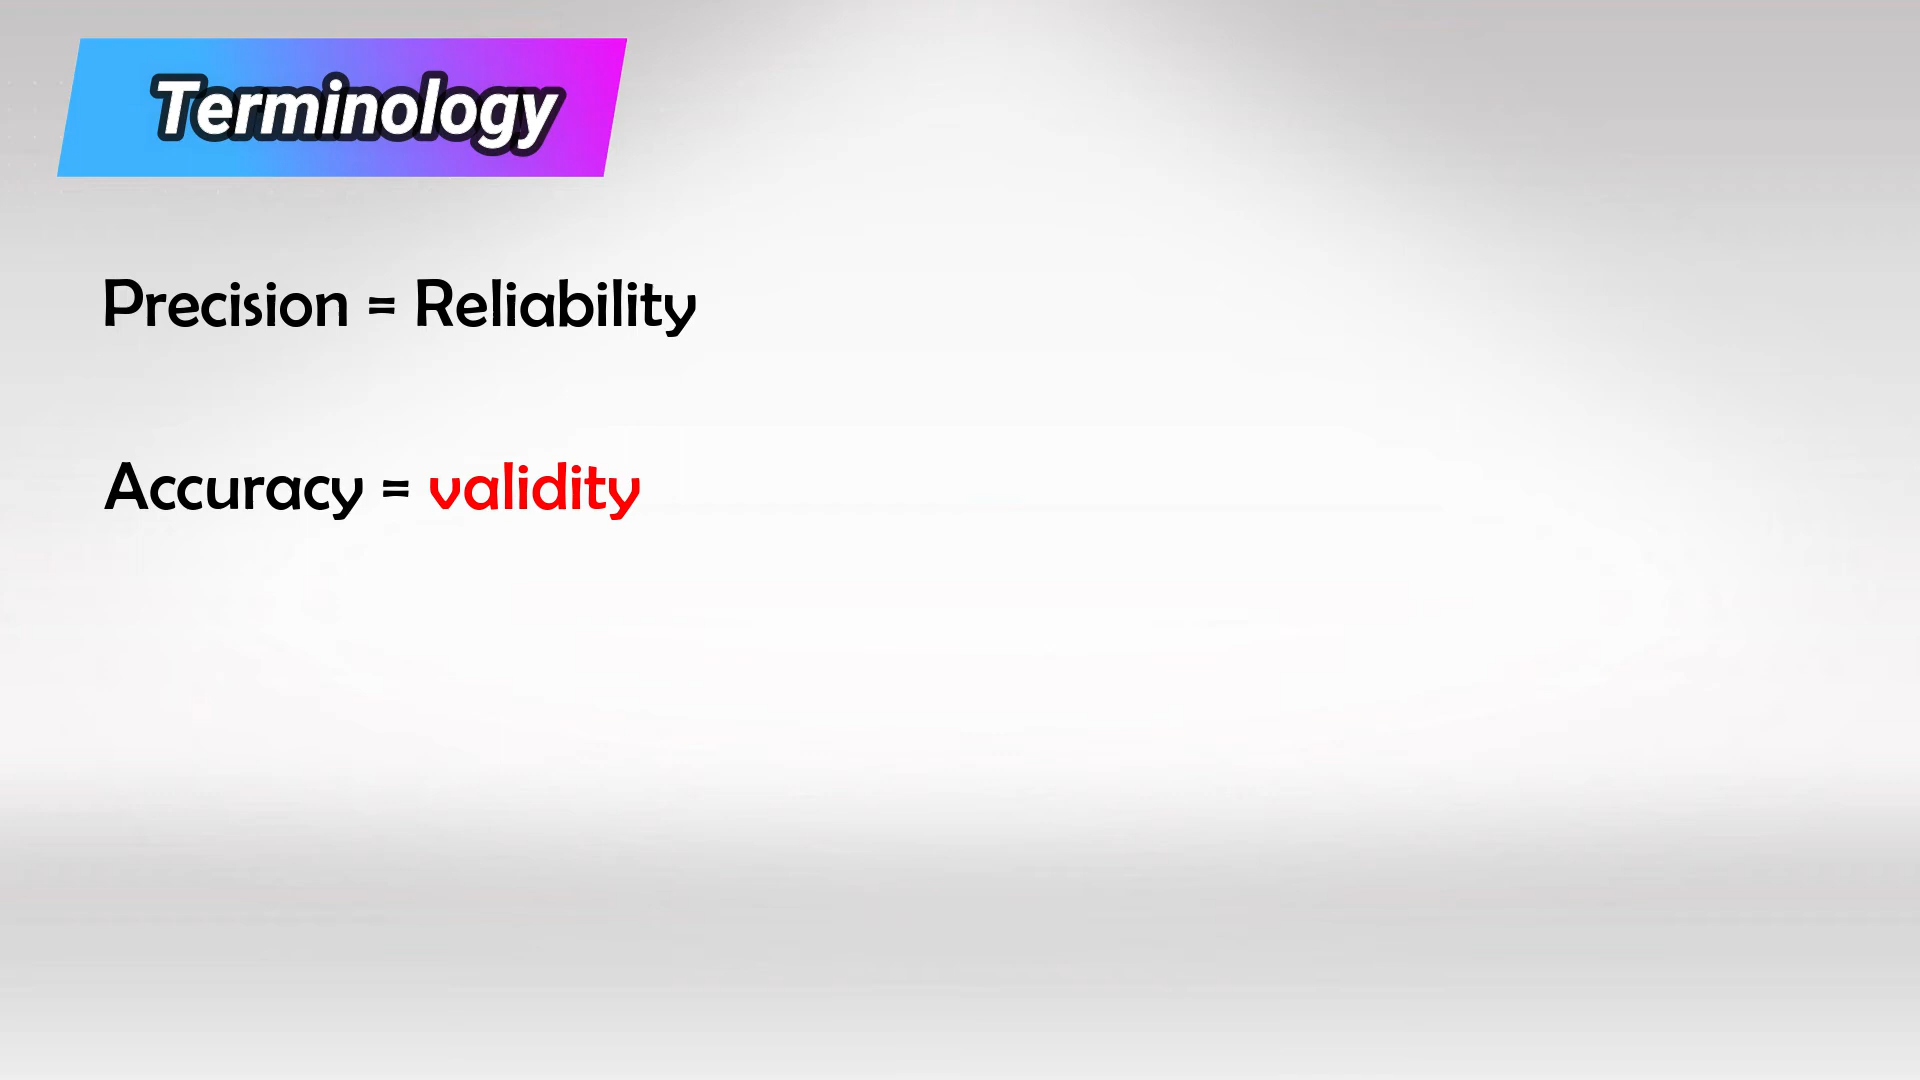 Terminology
Precision = Reliability
Accuracy = validity